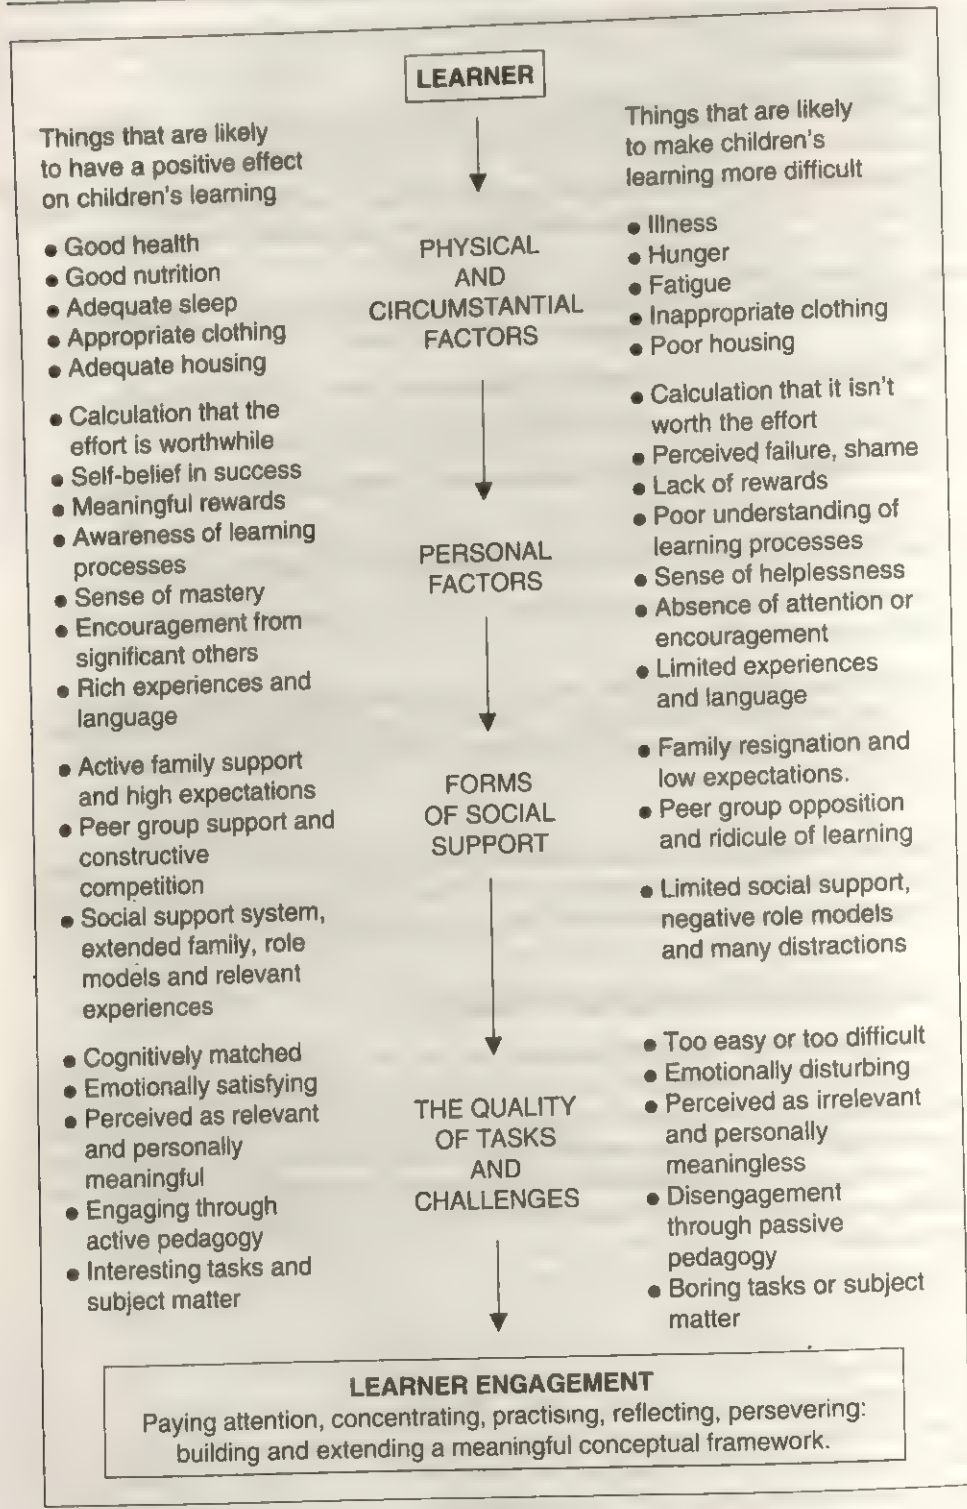 LEARNER
Things that are likely
to have a positive effect
on children's learning
• Good health
• Good nutrition
• Adequate sleep
• Appropriate clothing
• Adequate housing
• Calculation that the
effort is worthwhile
• Self-belief in success
• Meaningful rewards
• Awareness of learning
processes
• Sense of mastery
• Encouragement from
significant others
• Rich experiences and
language
• Active family support
and high expectations
• Peer group support and
constructive
competition
• Social support system,
extended family, role
models and relevant
experiences
• Cognitively matched
• Emotionally satisfying
• Perceived as relevant
and personally
meaningful
• Engaging through
active pedagogy
• Interesting tasks and
subject matter
PHYSICAL
AND
CIRCUMSTANTIAL
FACTORS
PERSONAL
FACTORS
FORMS
OF SOCIAL
SUPPORT
THE QUALITY
OF TASKS
AND
CHALLENGES
Things that are likely
to make children's
learning more difficult
• Illness
• Hunger
• Fatigue
• Inappropriate clothing
• Poor housing
• Calculation that it isn't
worth the effort
• Perceived failure, shame
• Lack of rewards
• Poor understanding of
learning processes
• Sense of helplessness
• Absence of attention or
encouragement
• Limited experiences
and language
• Family resignation and
low expectations.
• Peer group opposition
and ridicule of learning
• Limited social support,
negative role models
and many distractions
• Too easy or too difficult
• Emotionally disturbing
• Perceived as irrelevant
and personally
meaningless
• Disengagement
through passive
pedagogy
• Boring tasks or subject
matter
LEARNER ENGAGEMENT
Paying attention, concentrating, practising, reflecting, persevering:
building and extending a meaningful conceptual framework.